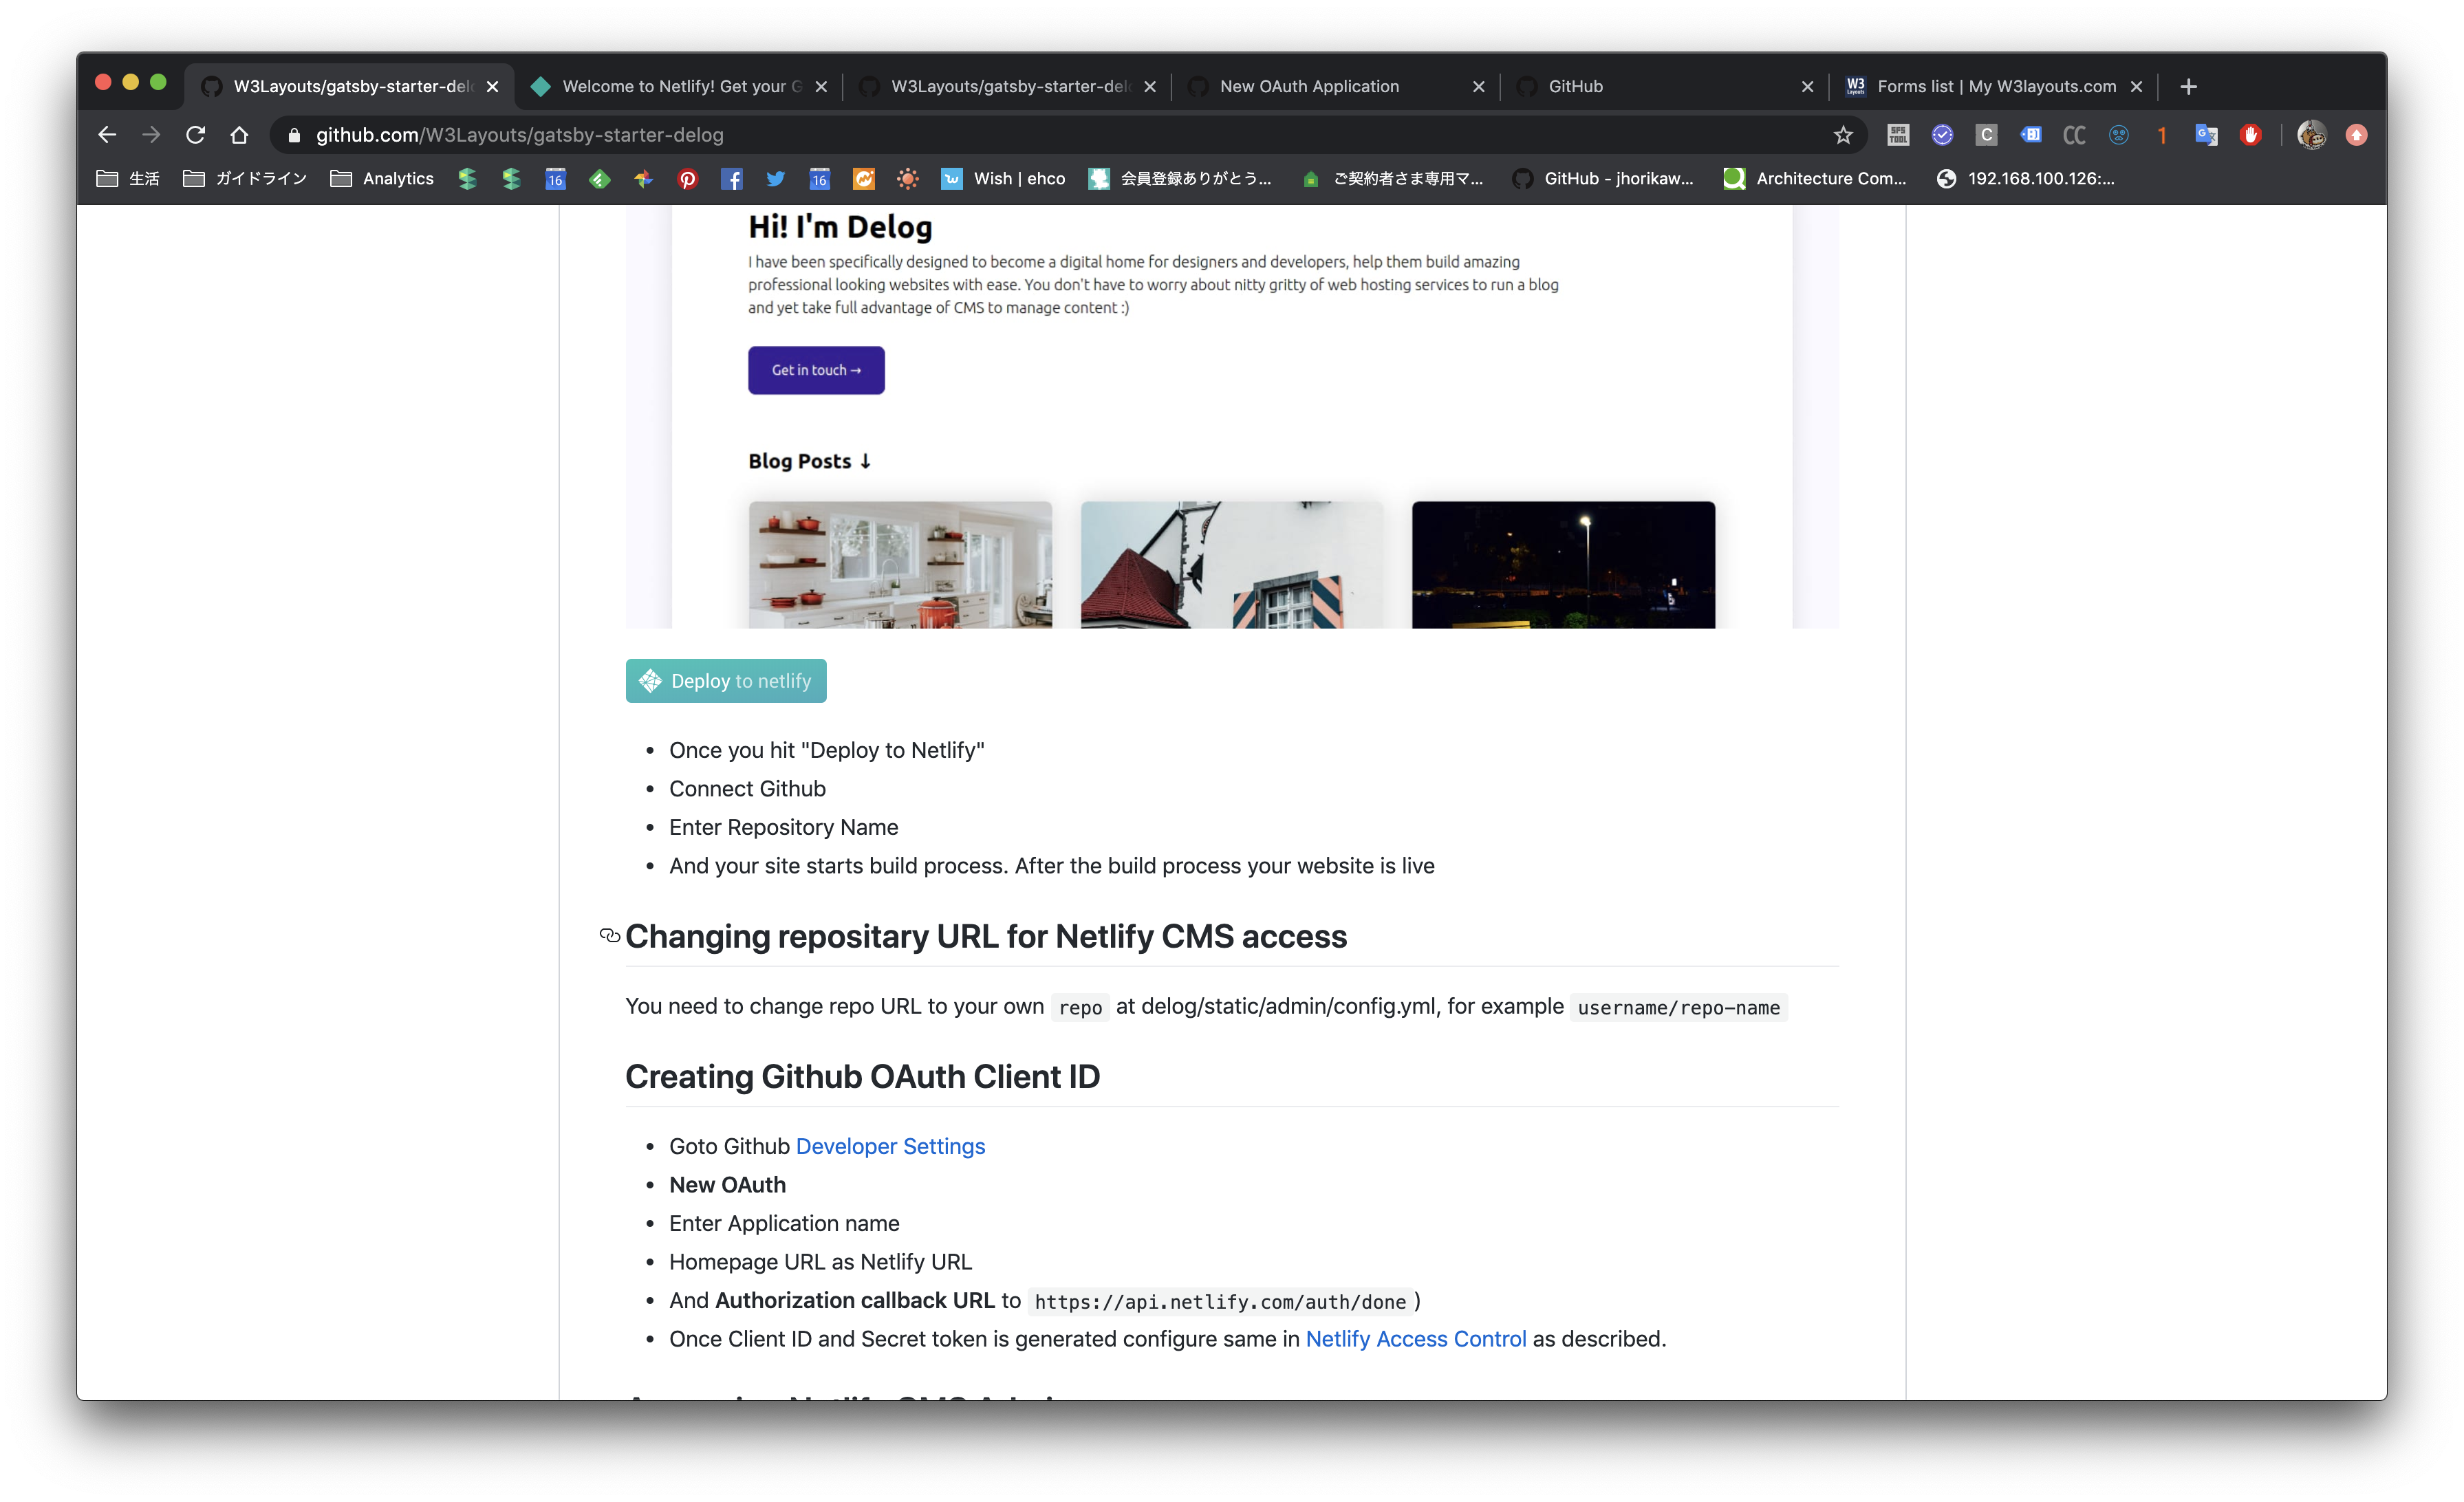 W3Layouts/gatsby-starter-delo
Welcome to Netlify! Get your G
W3Layouts/gatsby-starter-delo
New OAuth Application
GitHub
W3
Forms list | My W3layouts.com
github.com/W3Layouts/gatsby-starter-delog
SFS
TOOL
C
CC
1
生活
ガイドライン
Analytics
16
16
Wish | ehco
会員登録ありがとう...
ご契約者さま専用マ...
GitHub - jhorikaw...
Architecture Com...
192.168.100.126:...
Hi! I'm Delog
I have been specifically designed to become a digital home for designers and developers, help them build amazing
professional looking websites with ease. You don't have to worry about nitty gritty of web hosting services to run a blog
and yet take full advantage of CMS to manage content :)
Get in touch →
Blog Posts ↓
Deploy to netlify
• Once you hit "Deploy to Netlify"
• Connect Github
• Enter Repository Name
• And your site starts build process. After the build process your website is live
Changing repositary URL for Netlify CMS access
You need to change repo URL to your own repo at delog/static/admin/config.yml, for example username/repo-name
Creating Github OAuth Client ID
• Goto Github Developer Settings
• New OAuth
• Enter Application name
• Homepage URL as Netlify URL
• And Authorization callback URL to https://api.netlify.com/auth/done )
• Once Client ID and Secret token is generated configure same in Netlify Access Control as described.